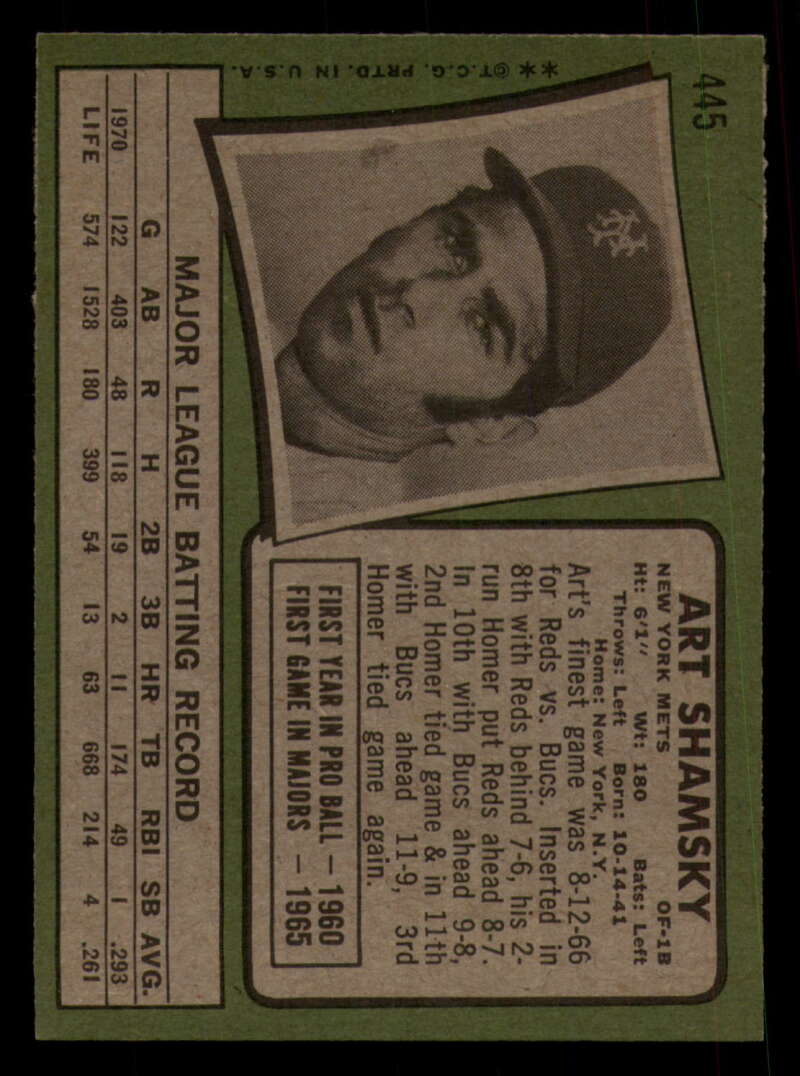 445
** @T.C.G. PRTD. IN U.S.A.
NY
ART SHAMSKY
NEW YORK METS OF-1B
Ht: 6'1" Wt: 180 Bats: Left
Throws: Left Born: 10-14-41
Home: New York, N.Y.
Art's finest game was 8-12-66
for Reds vs. Bucs. Inserted in
8th with Reds behind 7-6, his 2-
run Homer put Reds ahead 8-7.
In 10th with Bucs ahead 9-8,
2nd Homer tied game & in 11th
with Bucs ahead 11-9, 3rd
Homer tied game again.
FIRST YEAR IN PRO BALL — 1960
FIRST GAME IN MAJORS — 1965
MAJOR LEAGUE BATTING RECORD
G AB R H 2B 3B HR TB RBI SB AVG.
1970 122 403 48 118 19 2 11 174 49 1 .293
LIFE 574 1528 180 399 54 13 63 668 214 4 .261